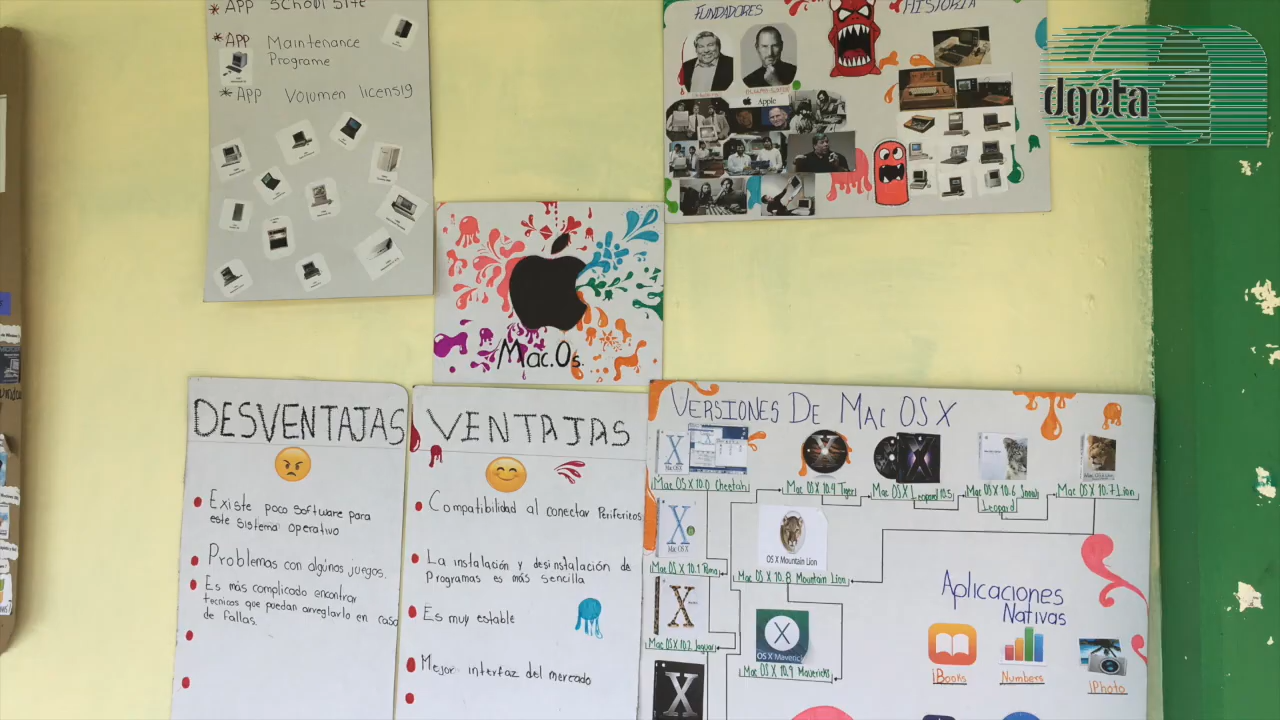 * APP School Site
* APP Maintenance
Programe
* APP Volumen licensig
FUNDADORES
HISTORIA
Apple
dgeta
Mac.Os.
DESVENTAJAS
Existe poco software para
este sistema operativo
Problemas con algúnos juegos.
Es más complicado encontrar
tecnicos que puedan arreglarlo en caso
de fallas.
VENTAJAS
Compatibilidad al conectar Perifericos
La instalación y desinstalación de
Programas es más sencilla
Es muy estable
Mejor interfaz del mercado
VERSIONES DE MAC OS X
Mac OS X 10.0 Cheetah
Mac OS X 10.4 Tiger
Mac OS X Leopard 10.5
Mac OS X 10.6 Snow
Leopard
Mac OS X 10.7 Lion
Mac OS X
Mac OS X 10.1 Puma
OS X Mountain Lion
Mac OS X 10.8 Mountain Lion
Mac OS X 10.2 Jaguar
OS X Maverick
Mac OS X 10.9 Mavericks
Aplicaciones
Nativas
iBooks
Numbers
iPhoto